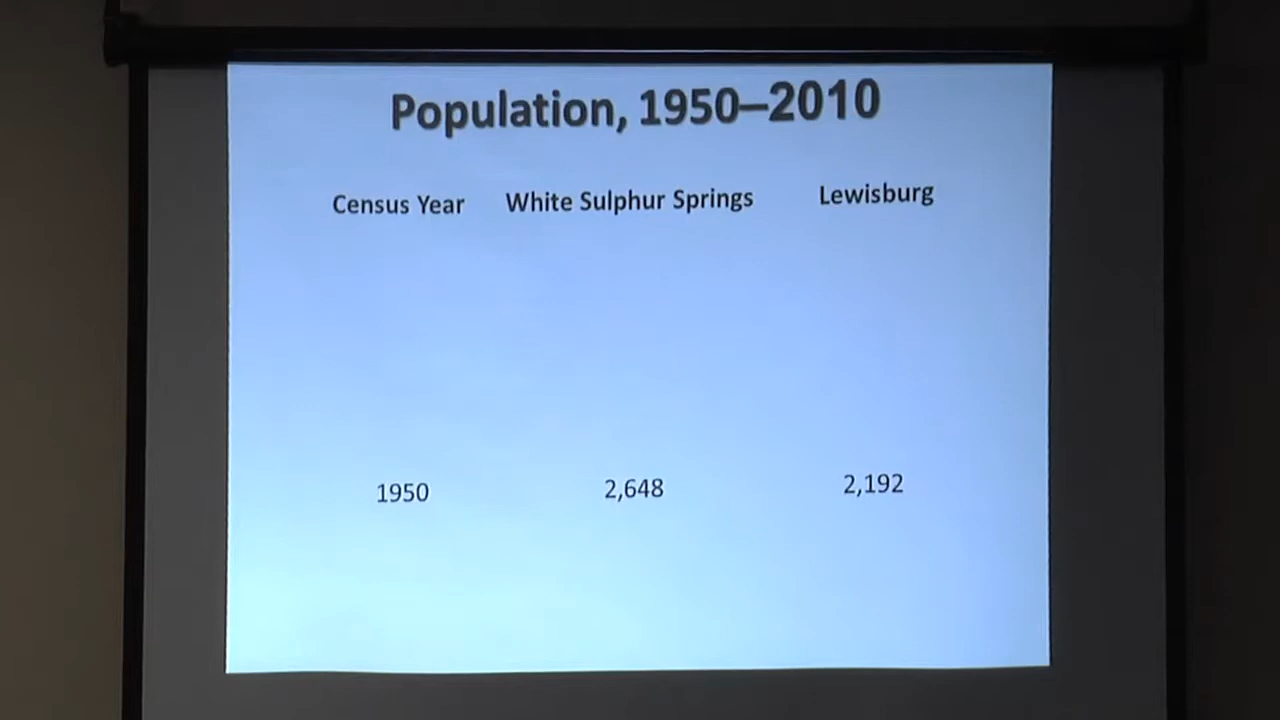 Population, 1950–2010
Census Year White Sulphur Springs Lewisburg
1950 2,648 2,192